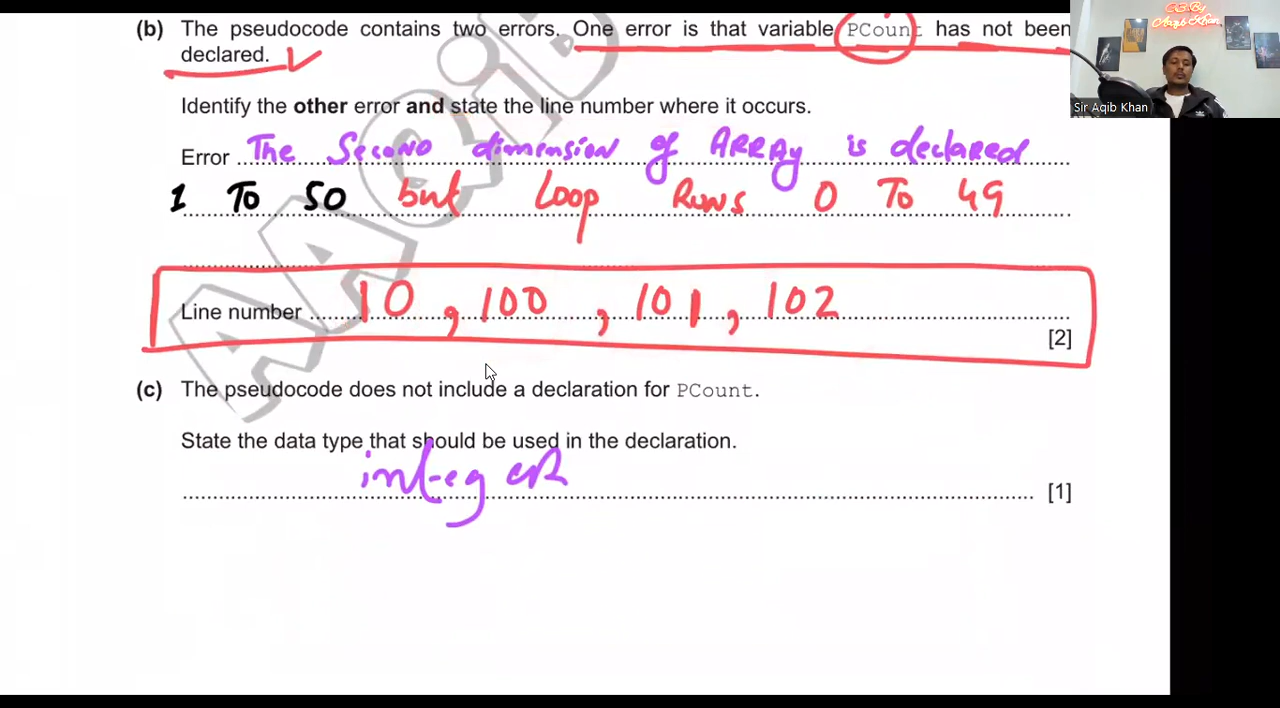 (b) The pseudocode contains two errors. One error is that variable PCount has not been
declared.
Identify the other error and state the line number where it occurs.
Error The Second dimension of ARRAy is declared
1 To 50 but Loop Runs 0 To 49
Line number 10, 100, 101, 102
[2]
(c) The pseudocode does not include a declaration for PCount.
State the data type that should be used in the declaration.
integer
[1]
AAQiB
Sir Aqib Khan
Aaqib Khan